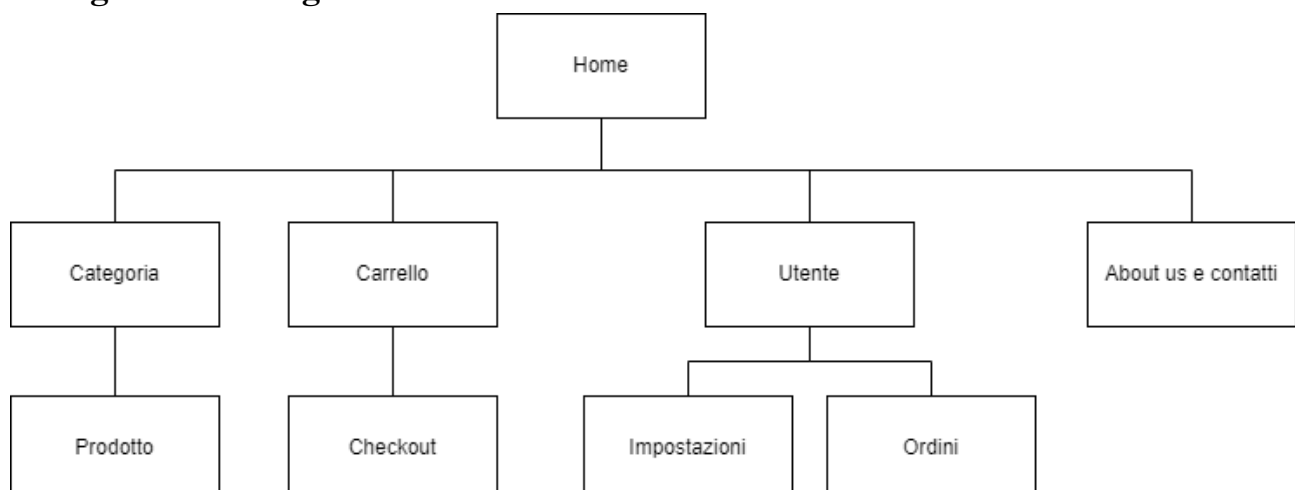 Home
Categoria
Carrello
Utente
About us e contatti
Prodotto
Checkout
Impostazioni
Ordini